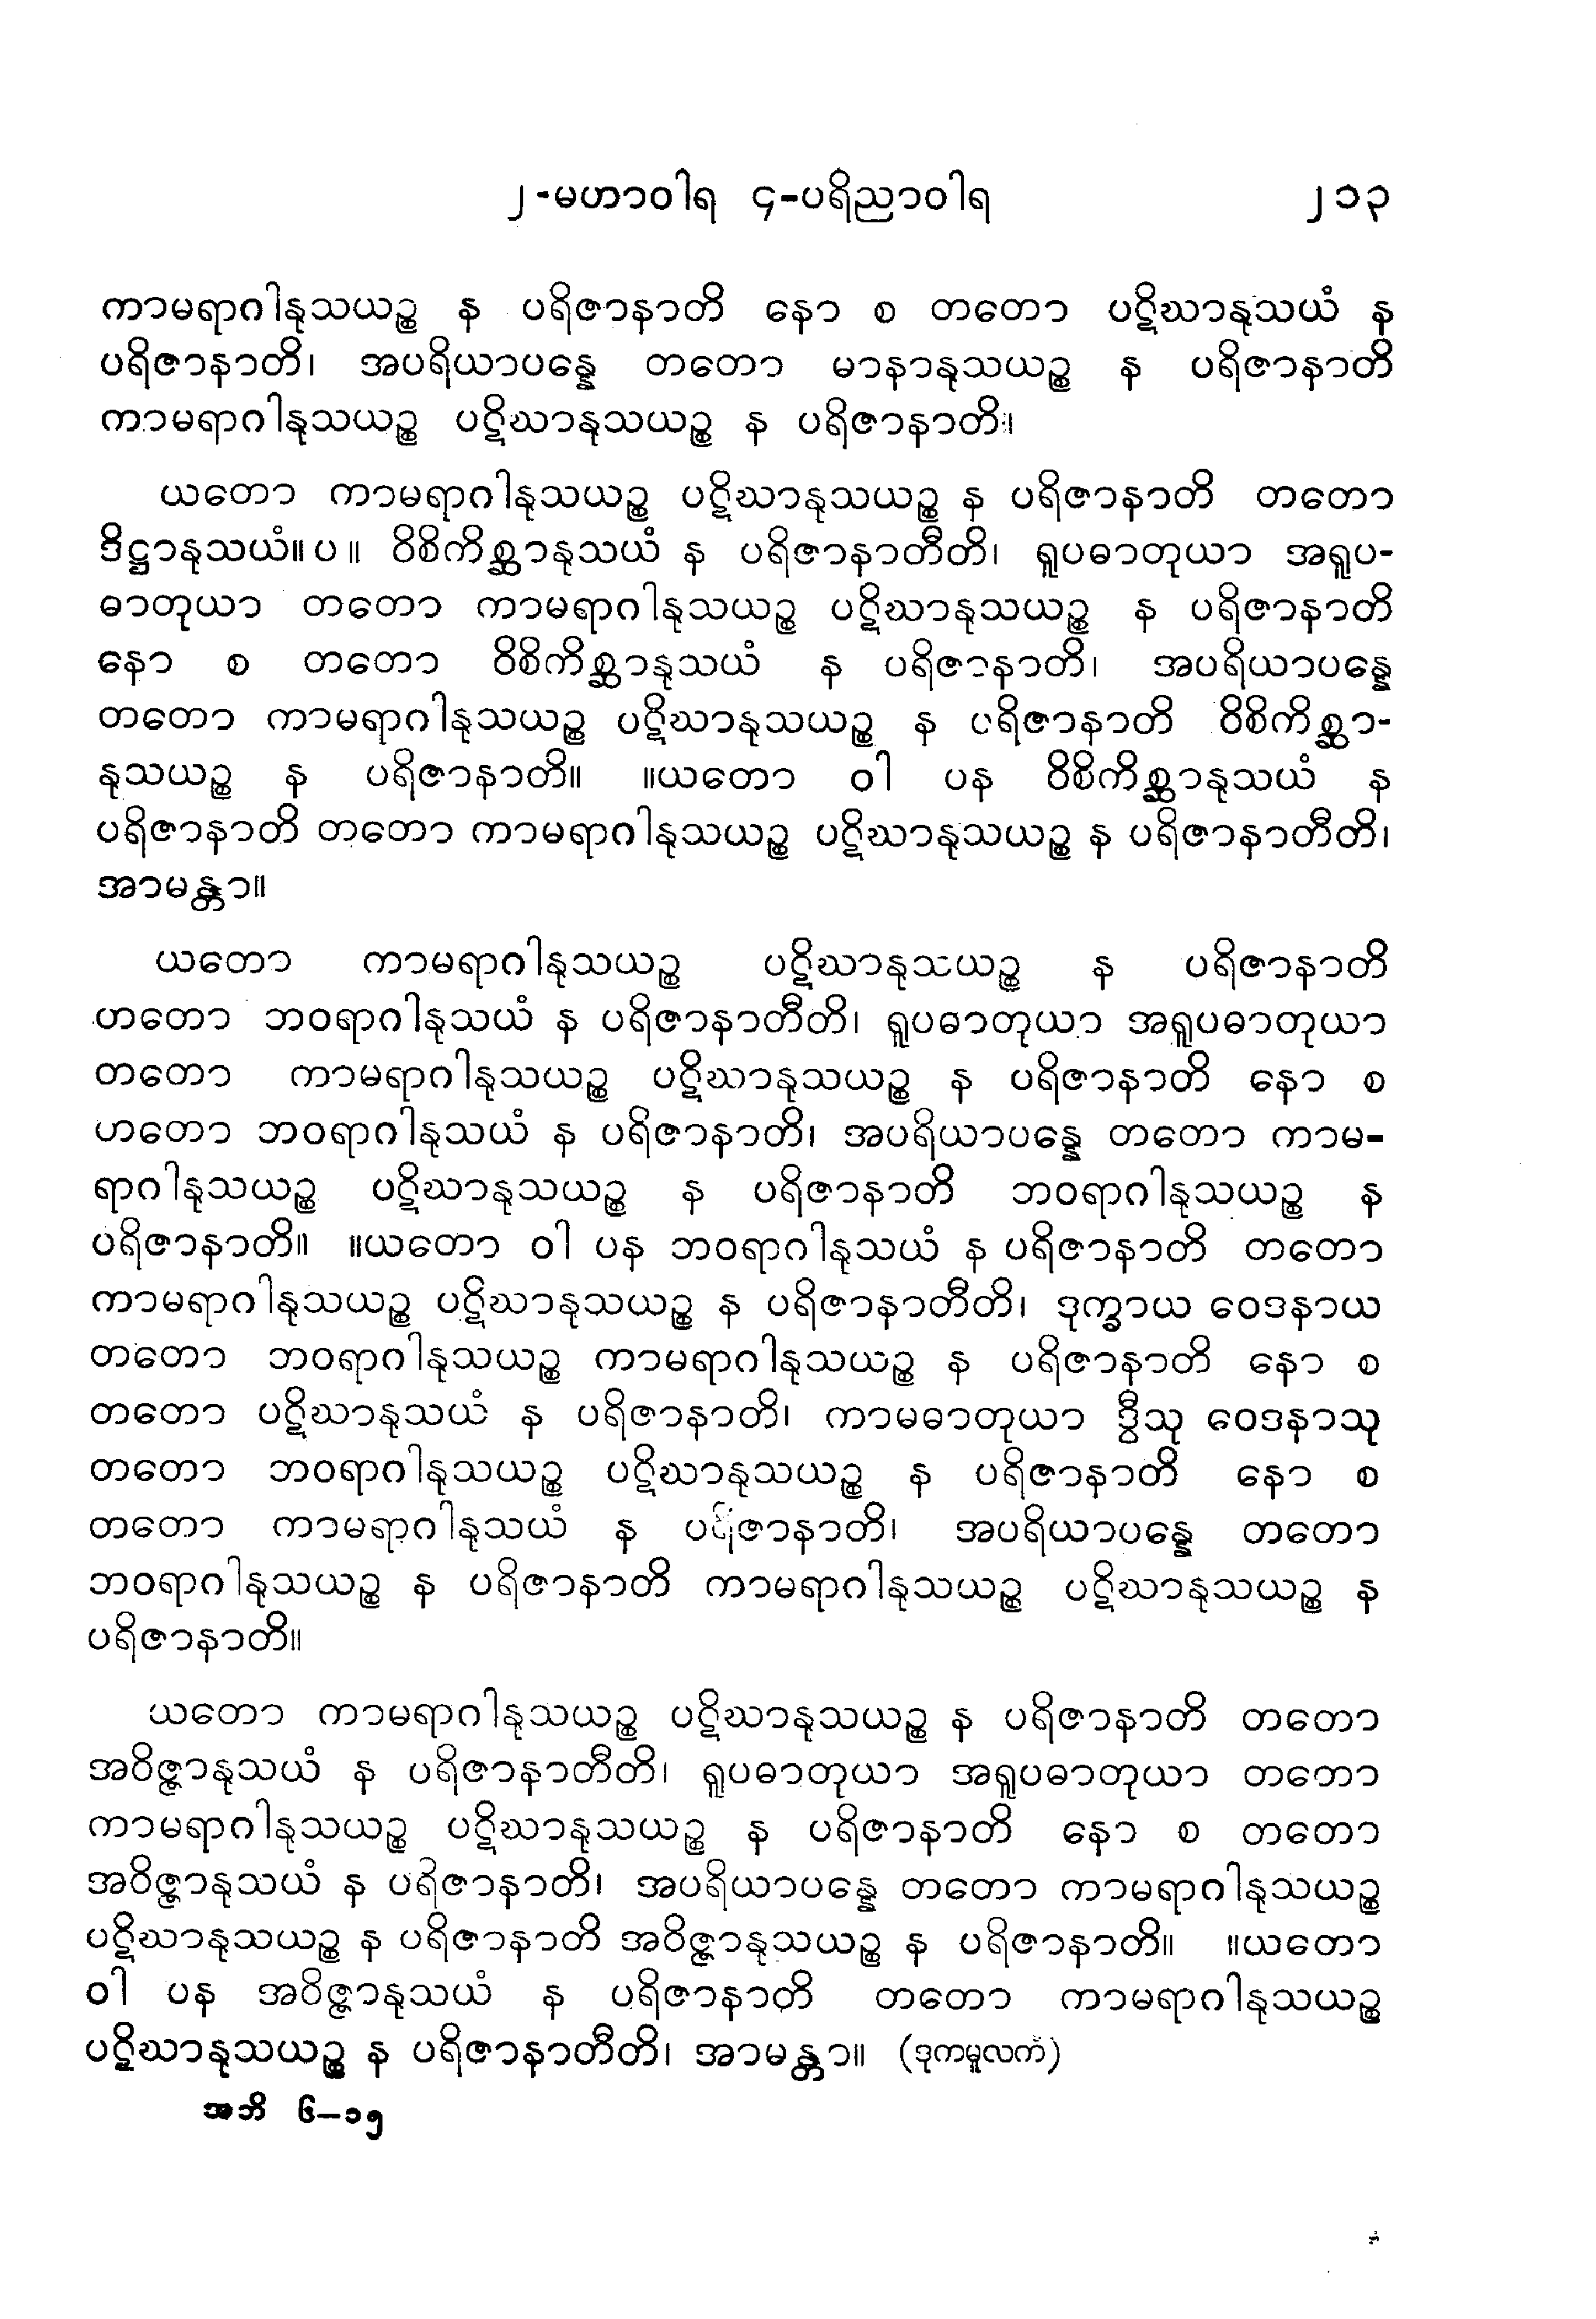 ၂-မဟာဝါရ ၄-ပရိညာဝါရ ၂၁၃
ကာမရာဂါနုသယဉ္စ န ပရိဇာနာတိ နော စ တတော ပဋိဃာနုသယံ န
ပရိဇာနာတိ၊ အပရိယာပန္နေ တတော မာနာနုသယဉ္စ န ပရိဇာနာတိ
ကာမရာဂါနုသယဉ္စ ပဋိဃာနုသယဉ္စ န ပရိဇာနာတိ။
ယတော ကာမရာဂါနုသယဉ္စ ပဋိဃာနုသယဉ္စ န ပရိဇာနာတိ တတော
ဒိဋ္ဌာနုသယံ။ပ။ ဝိစိကိစ္ဆာနုသယံ န ပရိဇာနာတီတိ၊ ရူပဓာတုယာ အရူပ-
ဓာတုယာ တတော ကာမရာဂါနုသယဉ္စ ပဋိဃာနုသယဉ္စ န ပရိဇာနာတိ
နော စ တတော ဝိစိကိစ္ဆာနုသယံ န ပရိဇာနာတိ၊ အပရိယာပန္နေ
တတော ကာမရာဂါနုသယဉ္စ ပဋိဃာနုသယဉ္စ န ပရိဇာနာတိ ဝိစိကိစ္ဆာ-
နုသယဉ္စ န ပရိဇာနာတိ။ ။ယတော ဝါ ပန ဝိစိကိစ္ဆာနုသယံ န
ပရိဇာနာတိ တတော ကာမရာဂါနုသယဉ္စ ပဋိဃာနုသယဉ္စ န ပရိဇာနာတီတိ၊
အာမန္တာ။
ယတော ကာမရာဂါနုသယဉ္စ ပဋိဃာနုသယဉ္စ န ပရိဇာနာတိ
တတော ဘဝရာဂါနုသယံ န ပရိဇာနာတီတိ၊ ရူပဓာတုယာ အရူပဓာတုယာ
တတော ကာမရာဂါနုသယဉ္စ ပဋိဃာနုသယဉ္စ န ပရိဇာနာတိ နော စ
တတော ဘဝရာဂါနုသယံ န ပရိဇာနာတိ၊ အပရိယာပန္နေ တတော ကာမ-
ရာဂါနုသယဉ္စ ပဋိဃာနုသယဉ္စ န ပရိဇာနာတိ ဘဝရာဂါနုသယဉ္စ န
ပရိဇာနာတိ။ ။ယတော ဝါ ပန ဘဝရာဂါနုသယံ န ပရိဇာနာတိ တတော
ကာမရာဂါနုသယဉ္စ ပဋိဃာနုသယဉ္စ န ပရိဇာနာတီတိ၊ ဒုက္ခာယ ဝေဒနာယ
တတော ဘဝရာဂါနုသယဉ္စ ကာမရာဂါနုသယဉ္စ န ပရိဇာနာတိ နော စ
တတော ပဋိဃာနုသယံ န ပရိဇာနာတိ၊ ကာမဓာတုယာ ဒွီသု ဝေဒနာသု
တတော ဘဝရာဂါနုသယဉ္စ ပဋိဃာနုသယဉ္စ န ပရိဇာနာတိ နော စ
တတော ကာမရာဂါနုသယံ န ပရိဇာနာတိ၊ အပရိယာပန္နေ တတော
ဘဝရာဂါနုသယဉ္စ န ပရိဇာနာတိ ကာမရာဂါနုသယဉ္စ ပဋိဃာနုသယဉ္စ န
ပရိဇာနာတိ။
ယတော ကာမရာဂါနုသယဉ္စ ပဋိဃာနုသယဉ္စ န ပရိဇာနာတိ တတော
အဝိဇ္ဇာနုသယံ န ပရိဇာနာတီတိ၊ ရူပဓာတုယာ အရူပဓာတုယာ တတော
ကာမရာဂါနုသယဉ္စ ပဋိဃာနုသယဉ္စ န ပရိဇာနာတိ နော စ တတော
အဝိဇ္ဇာနုသယံ န ပရိဇာနာတိ၊ အပရိယာပန္နေ တတော ကာမရာဂါနုသယဉ္စ
ပဋိဃာနုသယဉ္စ န ပရိဇာနာတိ အဝိဇ္ဇာနုသယဉ္စ န ပရိဇာနာတိ။ ။ယတော
ဝါ ပန အဝိဇ္ဇာနုသယံ န ပရိဇာနာတိ တတော ကာမရာဂါနုသယဉ္စ
ပဋိဃာနုသယဉ္စ န ပရိဇာနာတီတိ၊ အာမန္တာ။ (ဒုကမူလကံ)
အဘိ ၆–၁၅